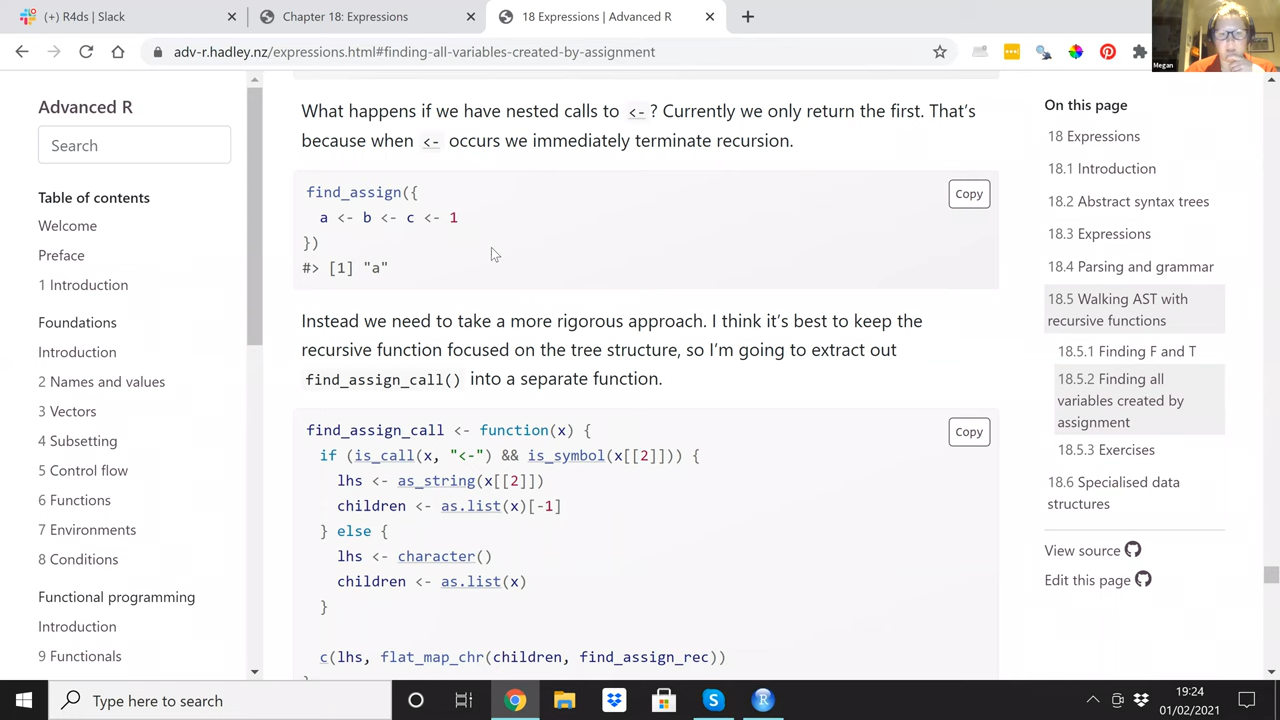 (+) R4ds | Slack
Chapter 18: Expressions
18 Expressions | Advanced R
adv-r.hadley.nz/expressions.html#finding-all-variables-created-by-assignment
Megan
Advanced R
Search
Table of contents
Welcome
Preface
1 Introduction
Foundations
Introduction
2 Names and values
3 Vectors
4 Subsetting
5 Control flow
6 Functions
7 Environments
8 Conditions
Functional programming
Introduction
9 Functionals
What happens if we have nested calls to <- ? Currently we only return the first. That’s
because when <- occurs we immediately terminate recursion.
Copy
find_assign({
  a <- b <- c <- 1
})
#> [1] "a"
Instead we need to take a more rigorous approach. I think it’s best to keep the
recursive function focused on the tree structure, so I’m going to extract out
find_assign_call() into a separate function.
Copy
find_assign_call <- function(x) {
  if (is_call(x, "<-") && is_symbol(x[[2]])) {
    lhs <- as_string(x[[2]])
    children <- as.list(x)[-1]
  } else {
    lhs <- character()
    children <- as.list(x)
  }
  c(lhs, flat_map_chr(children, find_assign_rec))
On this page
18 Expressions
18.1 Introduction
18.2 Abstract syntax trees
18.3 Expressions
18.4 Parsing and grammar
18.5 Walking AST with
recursive functions
18.5.1 Finding F and T
18.5.2 Finding all
variables created by
assignment
18.5.3 Exercises
18.6 Specialised data
structures
View source
Edit this page
Type here to search
19:24
01/02/2021